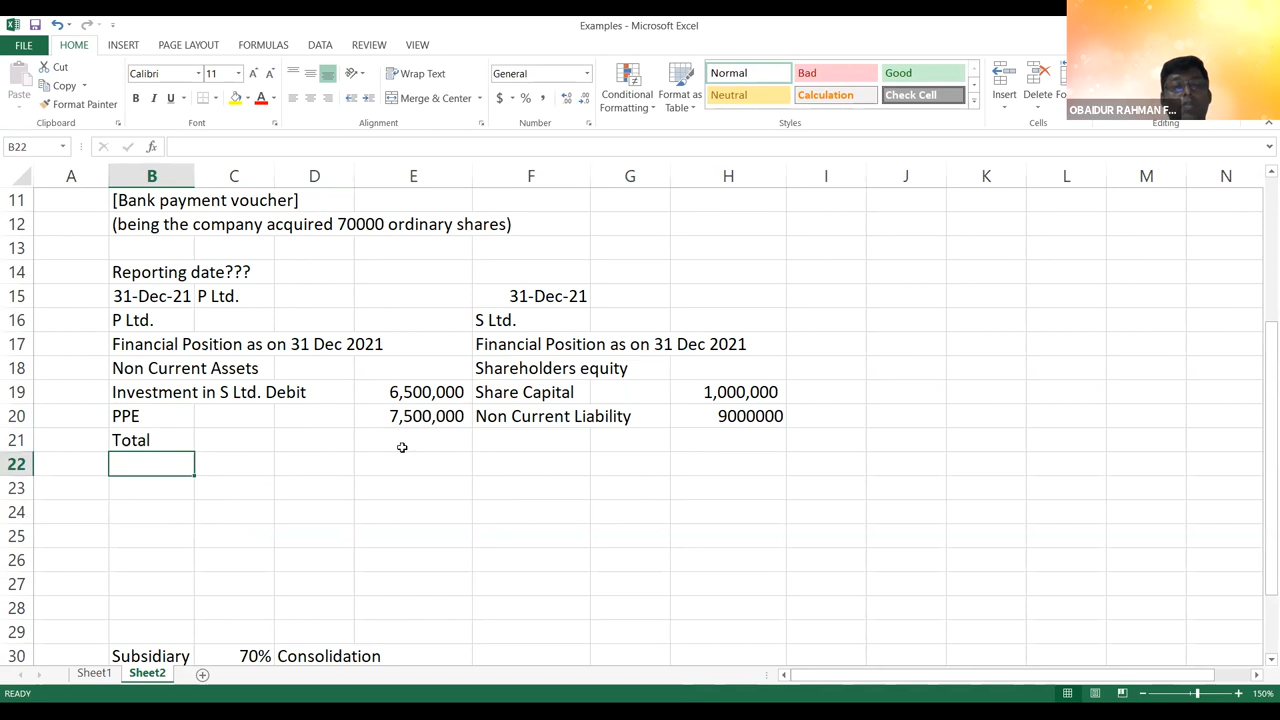 Examples - Microsoft Excel
FILE HOME INSERT PAGE LAYOUT FORMULAS DATA REVIEW VIEW
Paste
Cut
Copy
Format Painter
Clipboard
Calibri 11
B I U
Font
Wrap Text
Merge & Center
Alignment
General
$ % ,
Number
Conditional Formatting
Format as Table
Normal Bad Good
Neutral Calculation Check Cell
Styles
Insert Delete
Cells
Editing
OBAIDUR RAHMAN F...
B22
A B C D E F G H I J K L M N
11 [Bank payment voucher]
12 (being the company acquired 70000 ordinary shares)
13
14 Reporting date???
15 31-Dec-21 P Ltd. 31-Dec-21
16 P Ltd. S Ltd.
17 Financial Position as on 31 Dec 2021 Financial Position as on 31 Dec 2021
18 Non Current Assets Shareholders equity
19 Investment in S Ltd. Debit 6,500,000 Share Capital 1,000,000
20 PPE 7,500,000 Non Current Liability 9000000
21 Total
22
23
24
25
26
27
28
29
30 Subsidiary 70% Consolidation
Sheet1 Sheet2
READY 150%